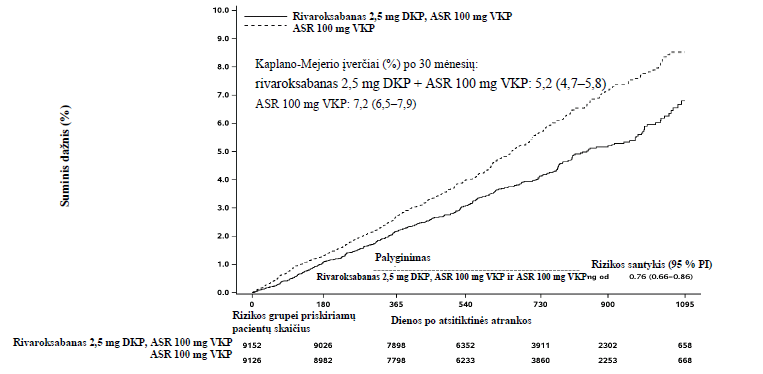 10.0
Rivaroksabanas 2,5 mg DKP, ASR 100 mg VKP
ASR 100 mg VKP
9.0
Kaplano-Mejerio įverčiai (%) po 30 mėnesių:
8.0
rivaroksabanas 2,5 mg DKP + ASR 100 mg VKP: 5,2 (4,7–5,8)
ASR 100 mg VKP: 7,2 (6,5–7,9)
7.0
6.0
5.0
Suminis dažnis (%)
4.0
3.0
2.0
Palyginimas
Rizikos santykis (95 % PI)
1.0
Rivaroksabanas 2,5 mg DKP, ASR 100 mg VKP ir ASR 100 mg VKPng od 0.76 (0.66–0.86)
0.0
0 180 365 540 730 900 1095
Rizikos grupei priskiriamų
pacientų skaičius
Dienos po atsitiktinės atrankos
Rivaroksabanas 2,5 mg DKP, ASR 100 mg VKP 9152 9026 7898 6352 3911 2302 658
ASR 100 mg VKP 9126 8982 7798 6233 3860 2253 668